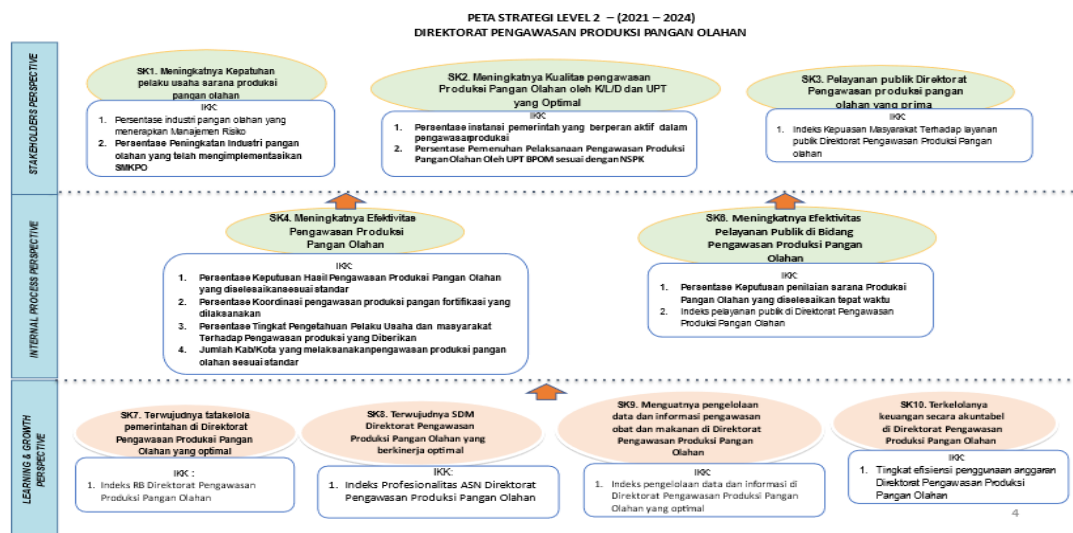 PETA STRATEGI LEVEL 2 – (2021 – 2024)
DIREKTORAT PENGAWASAN PRODUKSI PANGAN OLAHAN
STAKEHOLDERS PERSPECTIVE
SK1. Meningkatnya Kepatuhan
pelaku usaha sarana produksi
pangan olahan
IKK:
1. Persentase industri pangan olahan yang
menerapkan Manajemen Risiko
2. Persentase Peningkatan Industri pangan
olahan yang telah mengimplementasikan
SMKPO
SK2. Meningkatnya Kualitas pengawasan
Produksi Pangan Olahan oleh K/L/D dan UPT
yang Optimal
IKK:
1. Persentase instansi pemerintah yang berperan aktif dalam
pengawasan produksi
2. Persentase Pemenuhan Pelaksanaan Pengawasan Produksi
Pangan Olahan Oleh UPT BPOM sesuai dengan NSPK
SK3. Pelayanan publik Direktorat
Pengawasan produksi pangan
olahan yang prima
IKK:
1. Indeks Kepuasan Masyarakat Terhadap layanan
publik Direktorat Pengawasan Produksi Pangan
olahan
INTERNAL PROCESS PERSPECTIVE
SK4. Meningkatnya Efektivitas
Pengawasan Produksi
Pangan Olahan
IKK:
1. Persentase Keputusan Hasil Pengawasan Produksi Pangan Olahan
yang diselesaikan sesuai standar
2. Persentase Koordinasi pengawasan produksi pangan fortifikasi yang
dilaksanakan
3. Persentase Tingkat Pengetahuan Pelaku Usaha dan masyarakat
Terhadap Pengawasan produksi yang Diberikan
4. Jumlah Kab/Kota yang melaksanakan pengawasan produksi pangan
olahan sesuai standar
SK6. Meningkatnya Efektivitas
Pelayanan Publik di Bidang
Pengawasan Produksi Pangan
Olahan
IKK:
1. Persentase Keputusan penilaian sarana Produksi
Pangan Olahan yang diselesaikan tepat waktu
2. Indeks pelayanan publik di Direktorat Pengawasan
Produksi Pangan Olahan
LEARNING & GROWTH
PERSPECTIVE
SK7. Terwujudnya tatakelola
pemerintahan di Direktorat
Pengawasan Produksi Pangan
Olahan yang optimal
IKK :
1. Indeks RB Direktorat Pengawasan
Produksi Pangan Olahan
SK8. Terwujudnya SDM
Direktorat Pengawasan
Produksi Pangan Olahan yang
berkinerja optimal
IKK:
1. Indeks Profesionalitas ASN Direktorat
Pengawasan Produksi Pangan Olahan
SK9. Menguatnya pengelolaan
data dan informasi pengawasan
obat dan makanan di Direktorat
Pengawasan Produksi Pangan
Olahan
IKK:
1. Indeks pengelolaan data dan informasi di
Direktorat Pengawasan Produksi Pangan
Olahan yang optimal
SK10. Terkelolanya
keuangan secara akuntabel
di Direktorat Pengawasan
Produksi Pangan Olahan
IKK:
1. Tingkat efisiensi penggunaan anggaran
Direktorat Pengawasan Produksi
Pangan Olahan
4